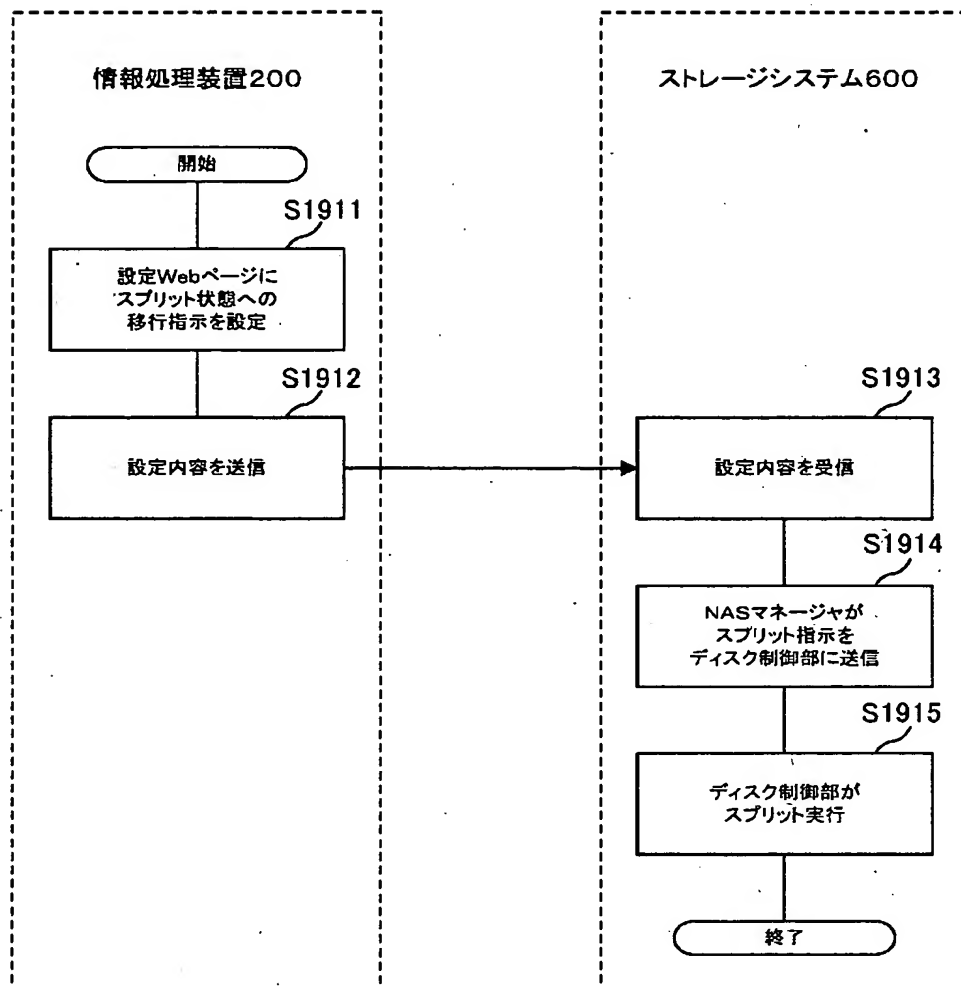 情報処理装置200
開始
S1911
設定Webページに
スプリット状態への
移行指示を設定
S1912
設定内容を送信
ストレージシステム600
S1913
設定内容を受信
S1914
NASマネージャが
スプリット指示を
ディスク制御部に送信
S1915
ディスク制御部が
スプリット実行
終了